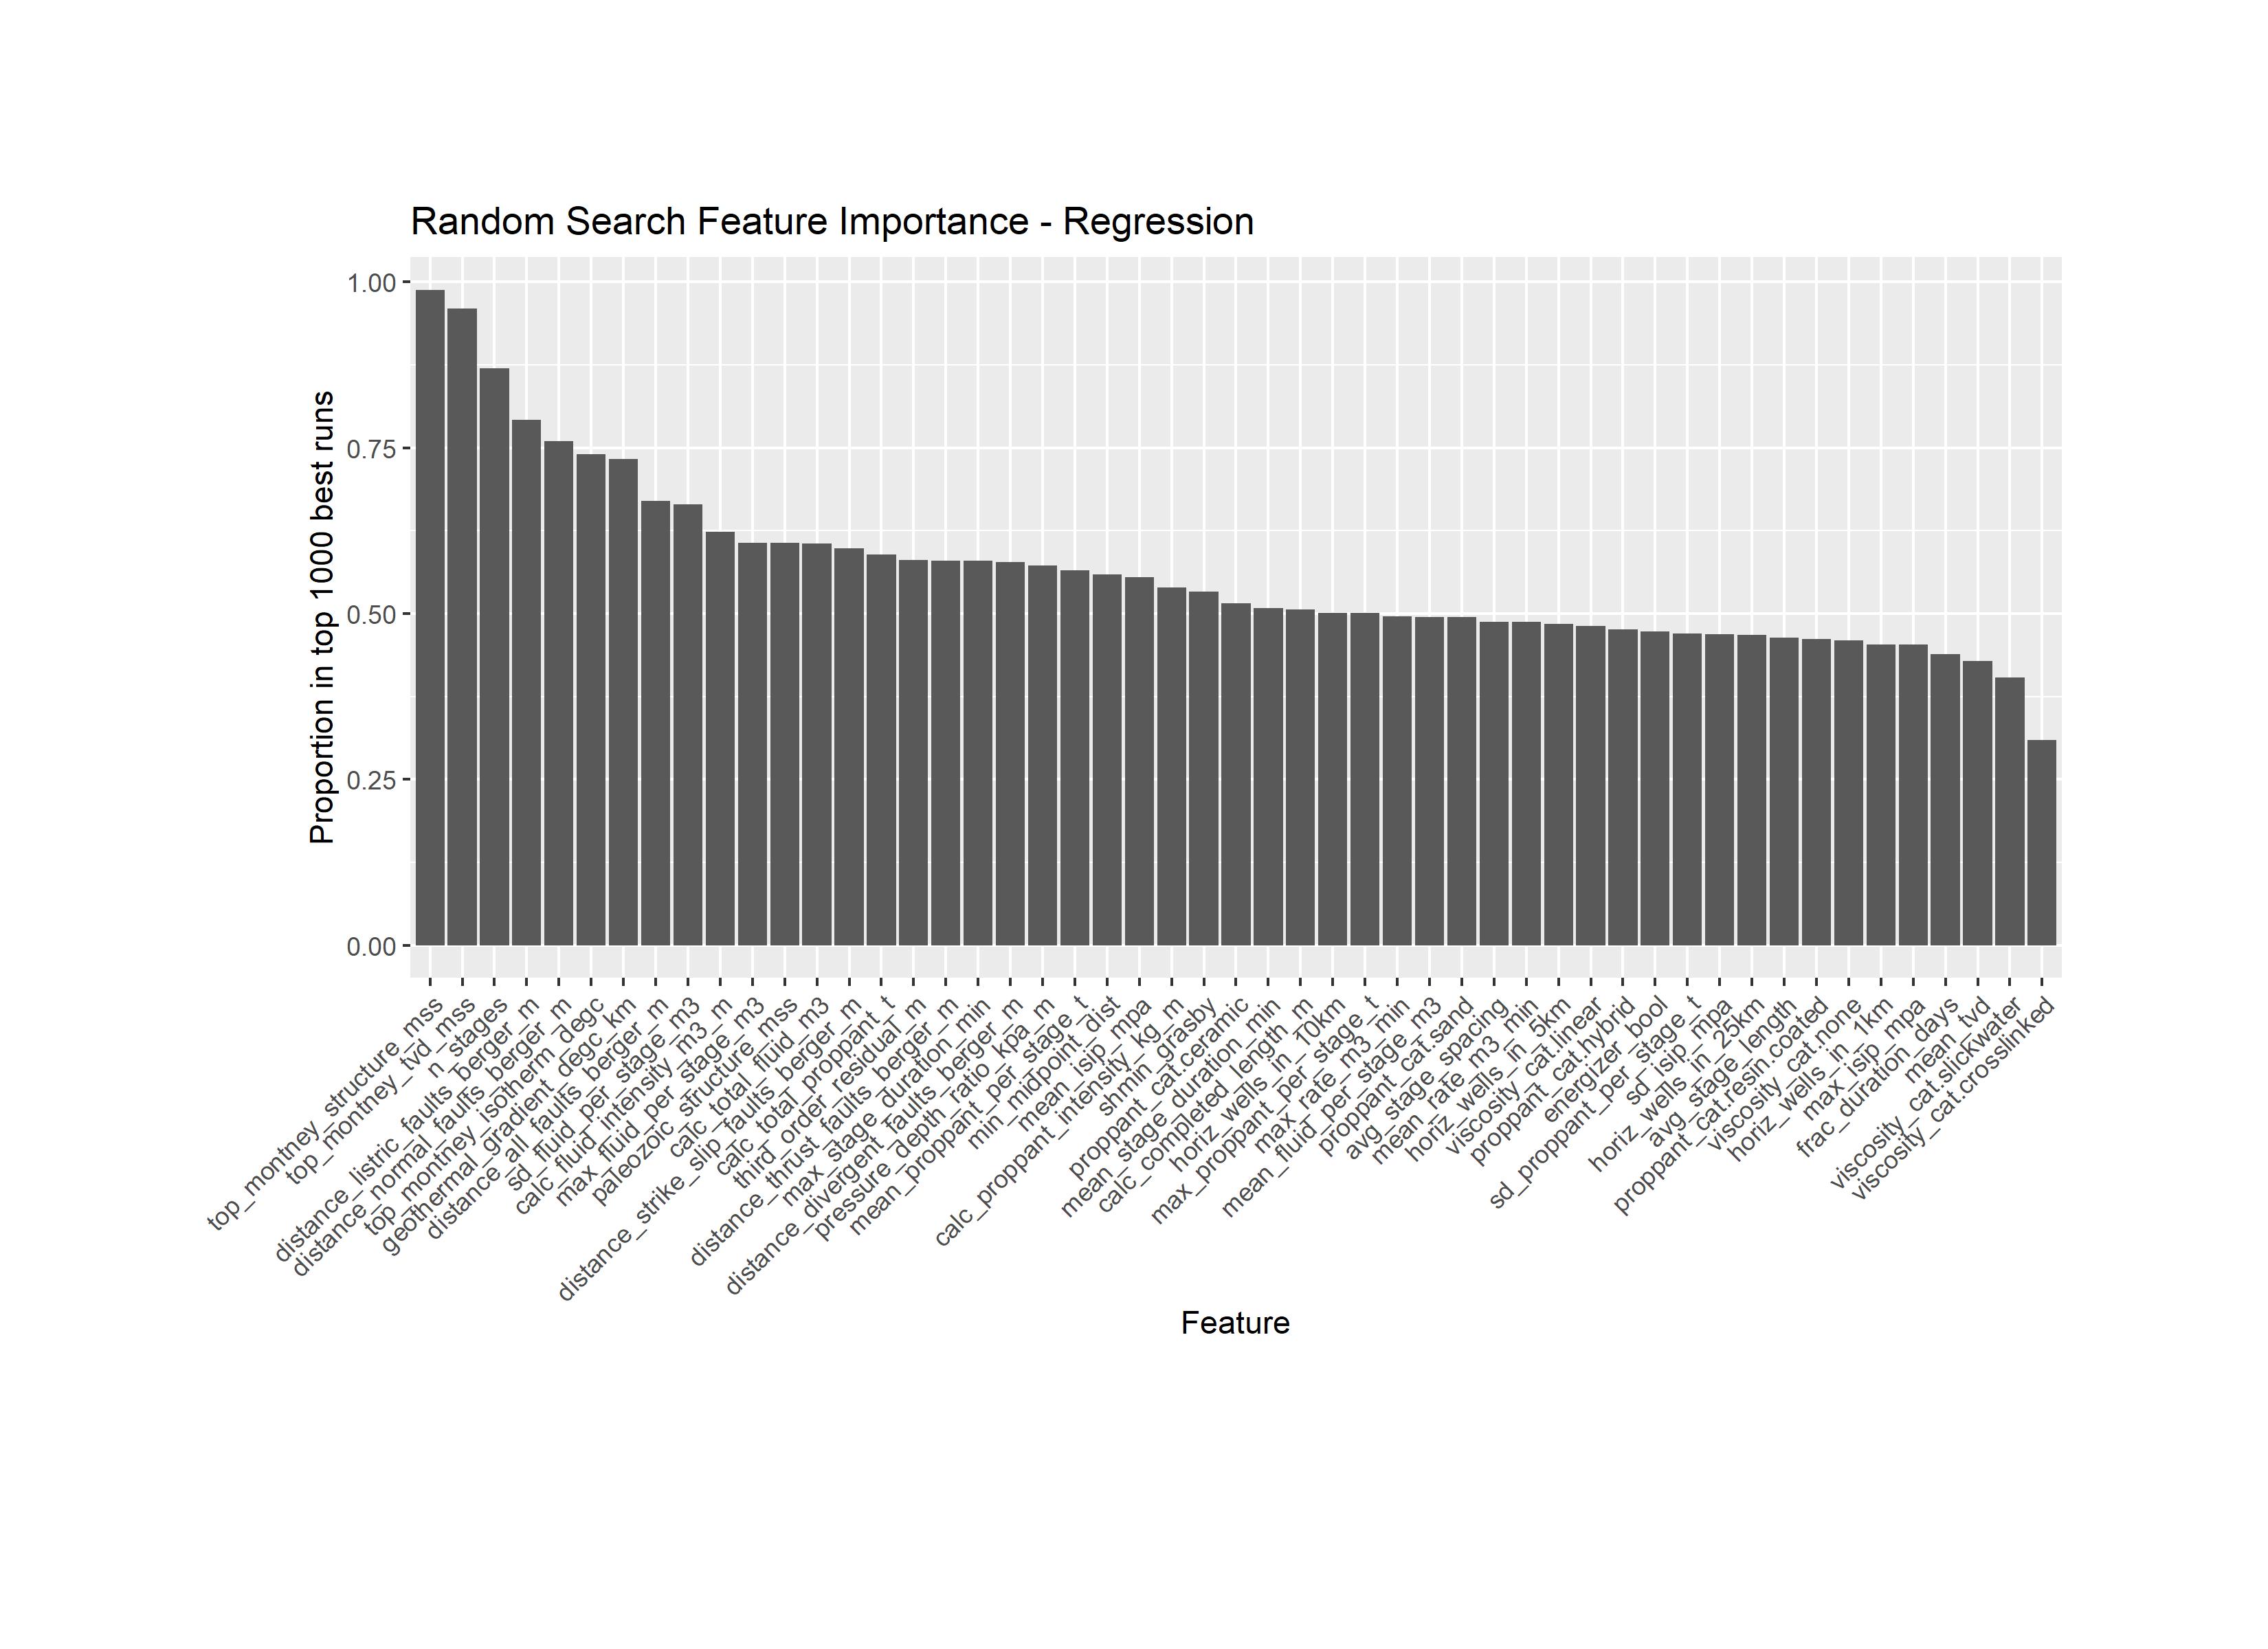 Random Search Feature Importance - Regression
Proportion in top 1000 best runs
1.00
0.75
0.50
0.25
0.00
top_montney_structure_mss
top_montney_tvd_mss
n_stages
distance_listric_faults_berger_m
distance_normal_faults_berger_m
top_montney_isotherm_degc
geothermal_gradient_degc_km
distance_all_faults_berger_m
sd_fluid_per_stage_m3
calc_fluid_intensity_m3_m
max_fluid_per_stage_m3
paleozoic_structure_mss
calc_total_fluid_m3
distance_strike_slip_faults_berger_m
calc_total_proppant_t
third_order_residual_m
distance_thrust_faults_berger_m
max_stage_duration_min
distance_divergent_faults_berger_m
pressure_depth_ratio_kpa_m
mean_proppant_per_stage_t
min_midpoint_dist
mean_isip_mpa
calc_proppant_intensity_kg_m
shmin_grasby
proppant_cat.ceramic
mean_stage_duration_min
calc_completed_length_m
horiz_wells_in_10km
max_proppant_per_stage_t
max_rate_m3_min
mean_fluid_per_stage_m3
proppant_cat.sand
avg_stage_spacing
mean_rate_m3_min
horiz_wells_in_5km
viscosity_cat.linear
proppant_cat.hybrid
energizer_bool
sd_proppant_per_stage_t
sd_isip_mpa
horiz_wells_in_25km
avg_stage_length
proppant_cat.resin.coated
viscosity_cat.none
horiz_wells_in_1km
max_isip_mpa
frac_duration_days
mean_tvd
viscosity_cat.slickwater
viscosity_cat.crosslinked
Feature